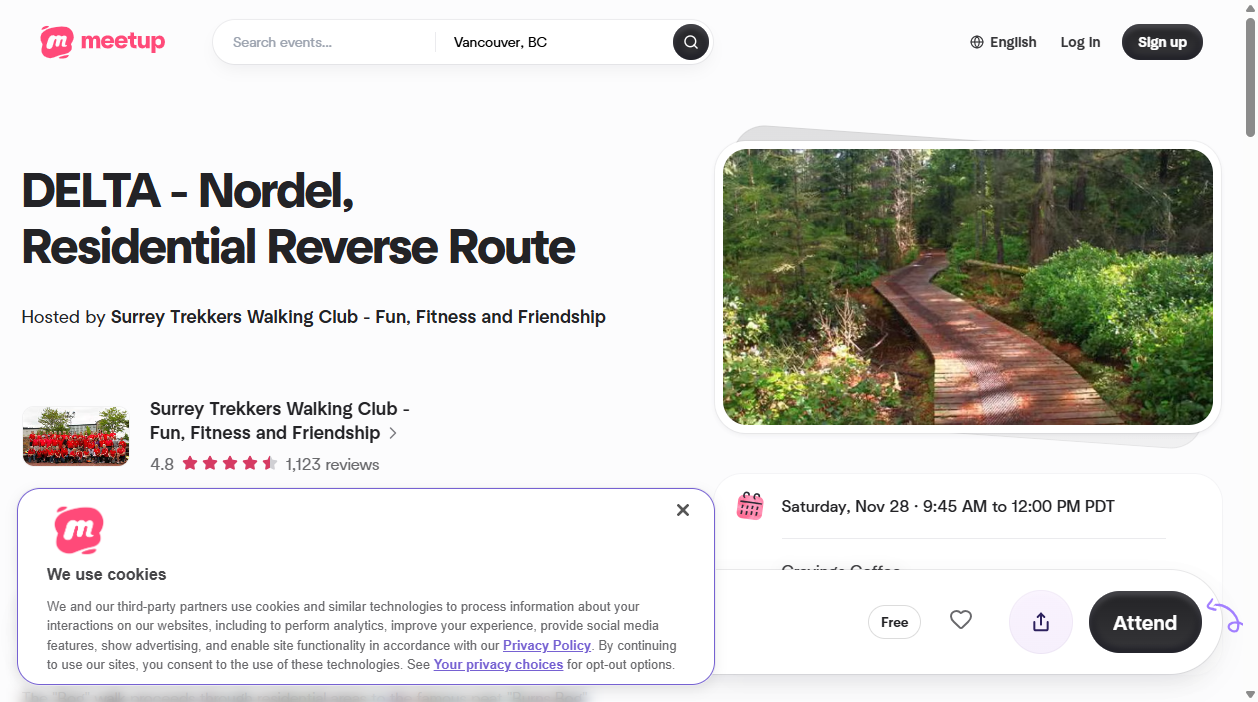 meetup
Search events...
Vancouver, BC
English
Log in
Sign up
DELTA - Nordel,
Residential Reverse Route
Hosted by Surrey Trekkers Walking Club - Fun, Fitness and Friendship
Surrey Trekkers Walking Club -
Fun, Fitness and Friendship
4.8
1,123 reviews
Saturday, Nov 28 · 9:45 AM to 12:00 PM PDT
We use cookies
We and our third-party partners use cookies and similar technologies to process information about your
interactions on our websites, including to perform analytics, improve your experience, provide social media
features, show advertising, and enable site functionality in accordance with our Privacy Policy. By continuing
to use our sites, you consent to the use of these technologies. See Your privacy choices for opt-out options.
Free
Attend